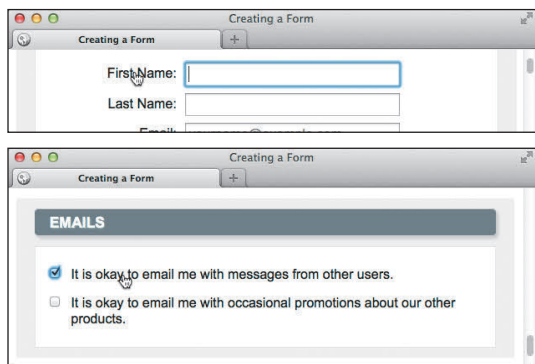 Creating a Form
Creating a Form
First Name:
Last Name:
Creating a Form
Creating a Form
EMAILS
It is okay to email me with messages from other users.
It is okay to email me with occasional promotions about our other
products.